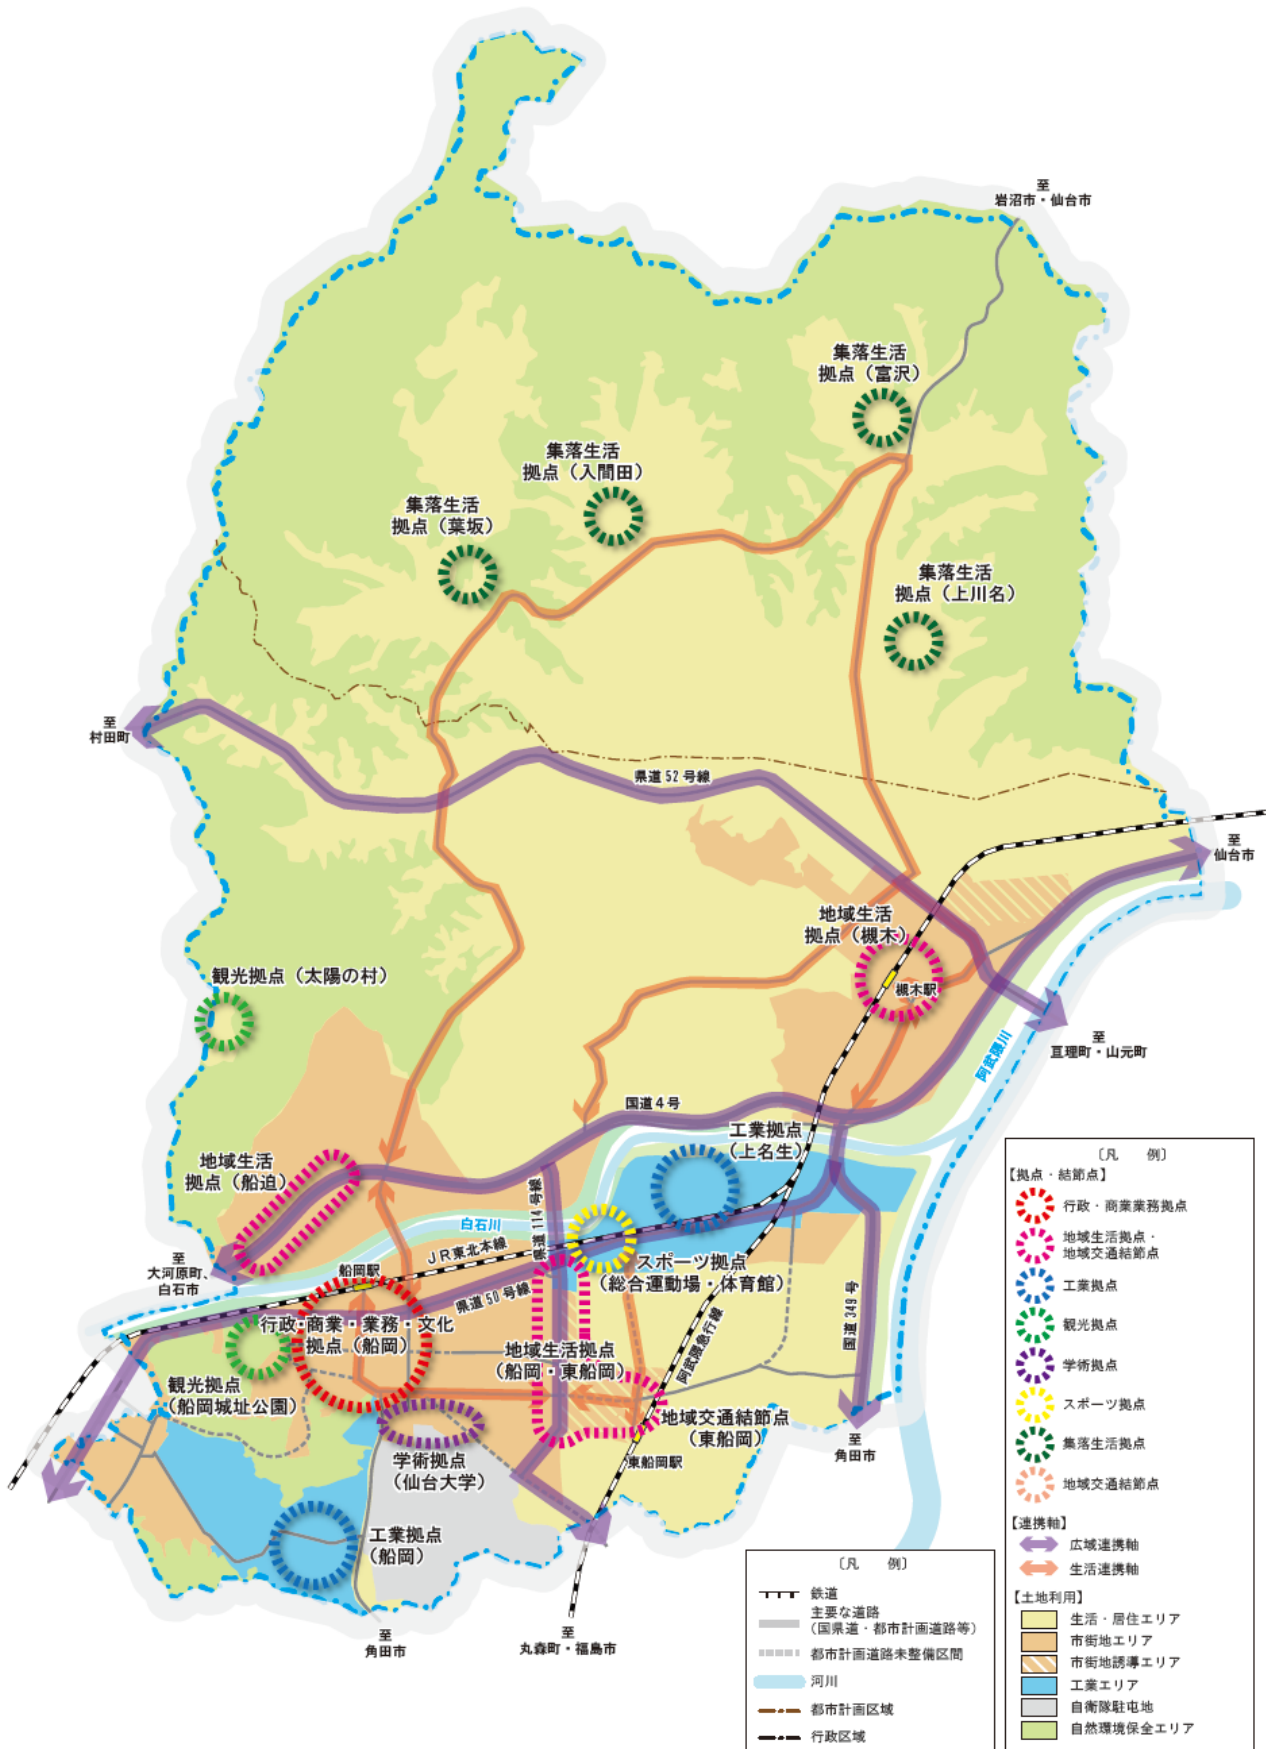 至
岩沼市・仙台市
集落生活
拠点（富沢）
集落生活
拠点（入間田）
集落生活
拠点（葉坂）
集落生活
拠点（上川名）
至
村田町
県道52号線
至
仙台市
地域生活
拠点（槻木）
観光拠点（太陽の村）
槻木駅
至
亘理町・山元町
阿武隈川
国道４号
工業拠点
（上名生）
地域生活
拠点（船迫）
県道114号線
白石川
ＪＲ東北本線
至
大河原町、
白石市
船岡駅
スポーツ拠点
（総合運動場・体育館）
県道50号線
行政・商業・業務・文化
拠点（船岡）
地域生活拠点
（船岡・東船岡）
阿武隈急行線
国道349号
観光拠点
（船岡城址公園）
地域交通結節点
（東船岡）
至
角田市
学術拠点
（仙台大学）
東船岡駅
工業拠点
（船岡）
至
角田市
至
丸森町・福島市
〔凡　例〕
鉄道
主要な道路
（国県道・都市計画道路等）
都市計画道路未整備区間
河川
都市計画区域
行政区域
〔凡　例〕
【拠点・結節点】
行政・商業業務拠点
地域生活拠点・
地域交通結節点
工業拠点
観光拠点
学術拠点
スポーツ拠点
集落生活拠点
地域交通結節点
【連携軸】
広域連携軸
生活連携軸
【土地利用】
生活・居住エリア
市街地エリア
市街地誘導エリア
工業エリア
自衛隊駐屯地
自然環境保全エリア